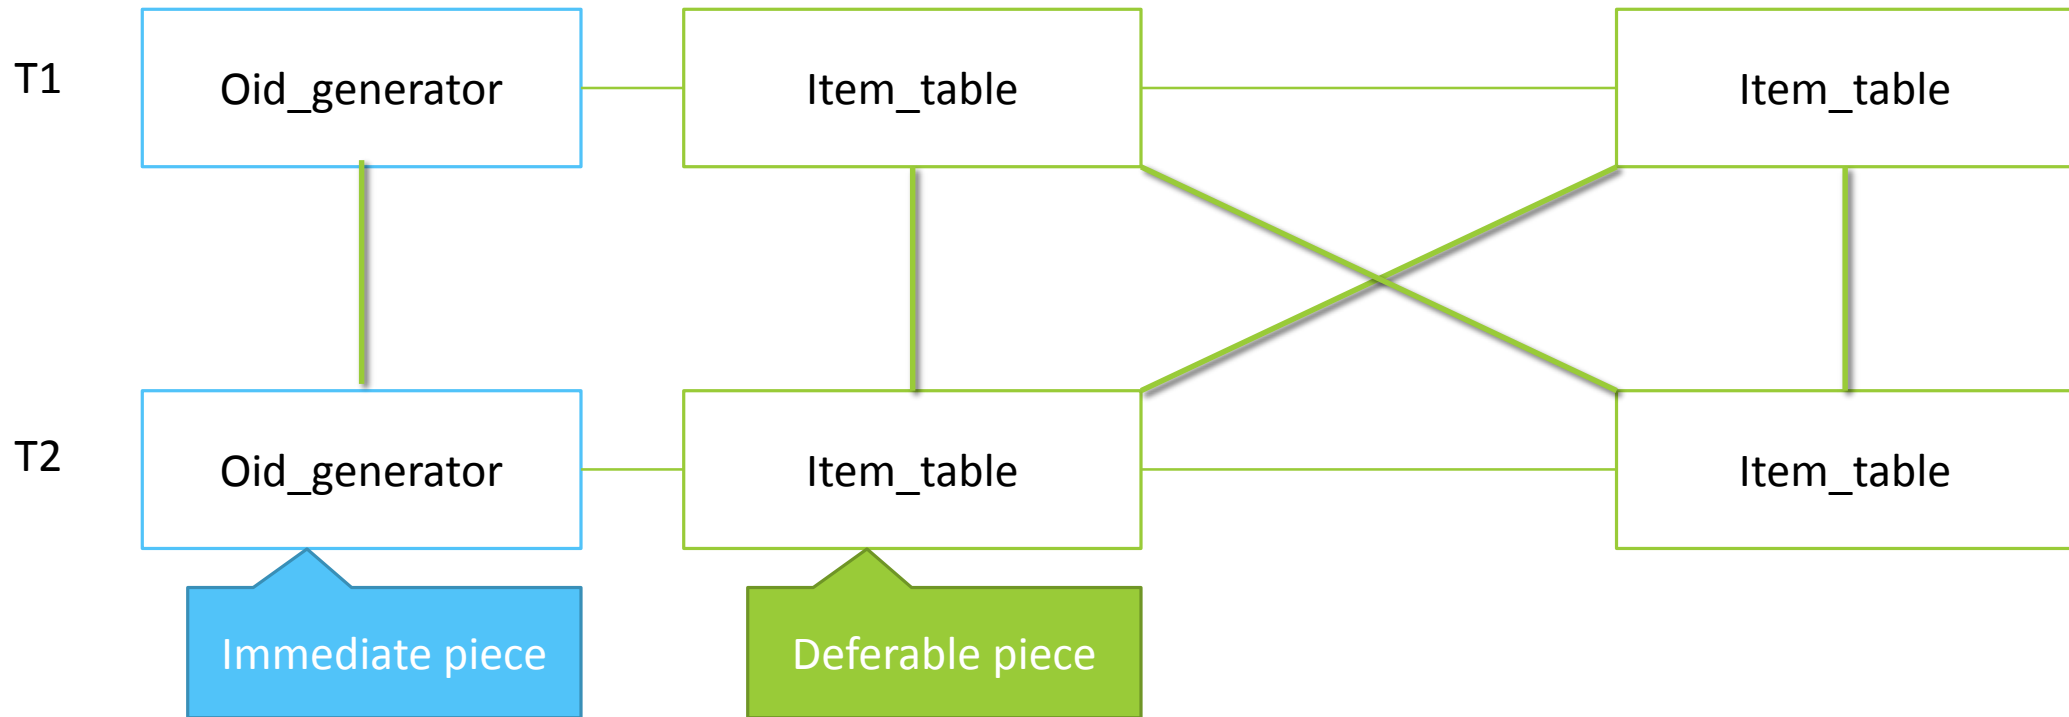 T1
Oid_generator
Item_table
Item_table
T2
Oid_generator
Item_table
Item_table
Immediate piece
Deferable piece